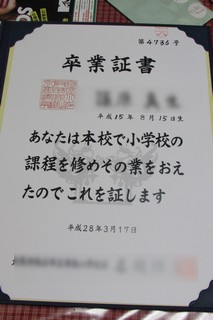 第4736号
卒業証書
平成15年8月15日生
あなたは本校で小学校の
課程を修めその業をおえ
たのでこれを証します
平成28年3月17日